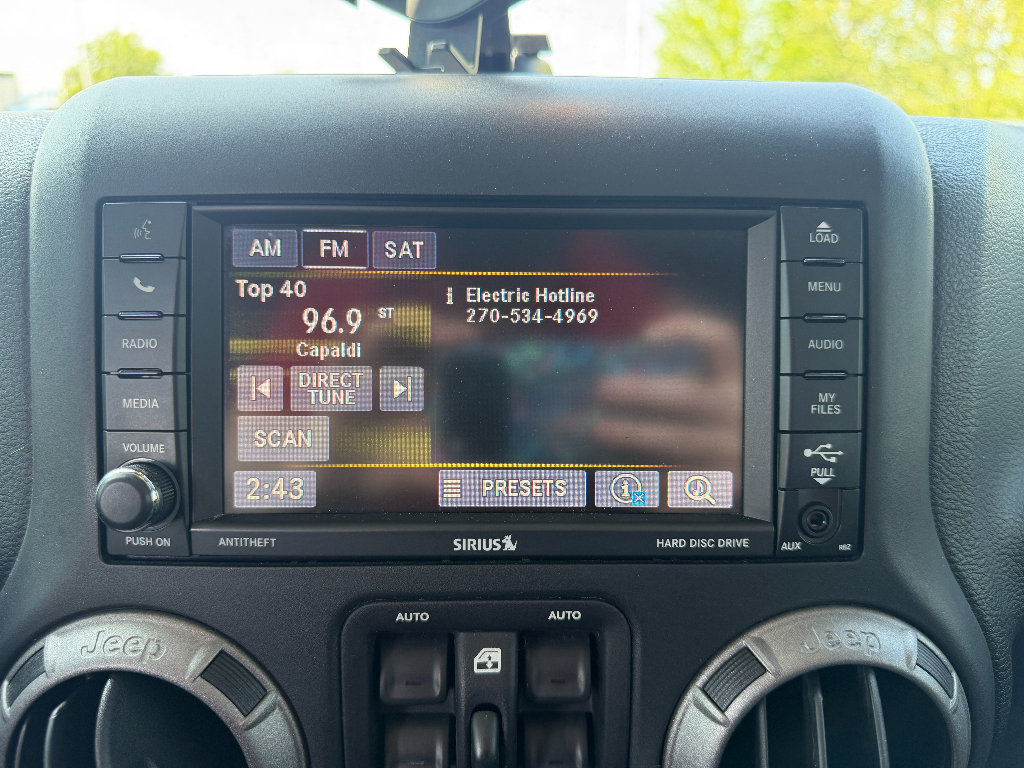 LOAD
MENU
RADIO
AUDIO
MEDIA
MY
FILES
VOLUME
PULL
PUSH ON
AUX
RBZ
AM
FM
SAT
Top 40
96.9 ST
Capaldi
DIRECT
TUNE
SCAN
2:43
i Electric Hotline
270-534-4969
PRESETS
ANTITHEFT
SIRIUS
HARD DISC DRIVE
AUTO
AUTO
Jeep
Jeep